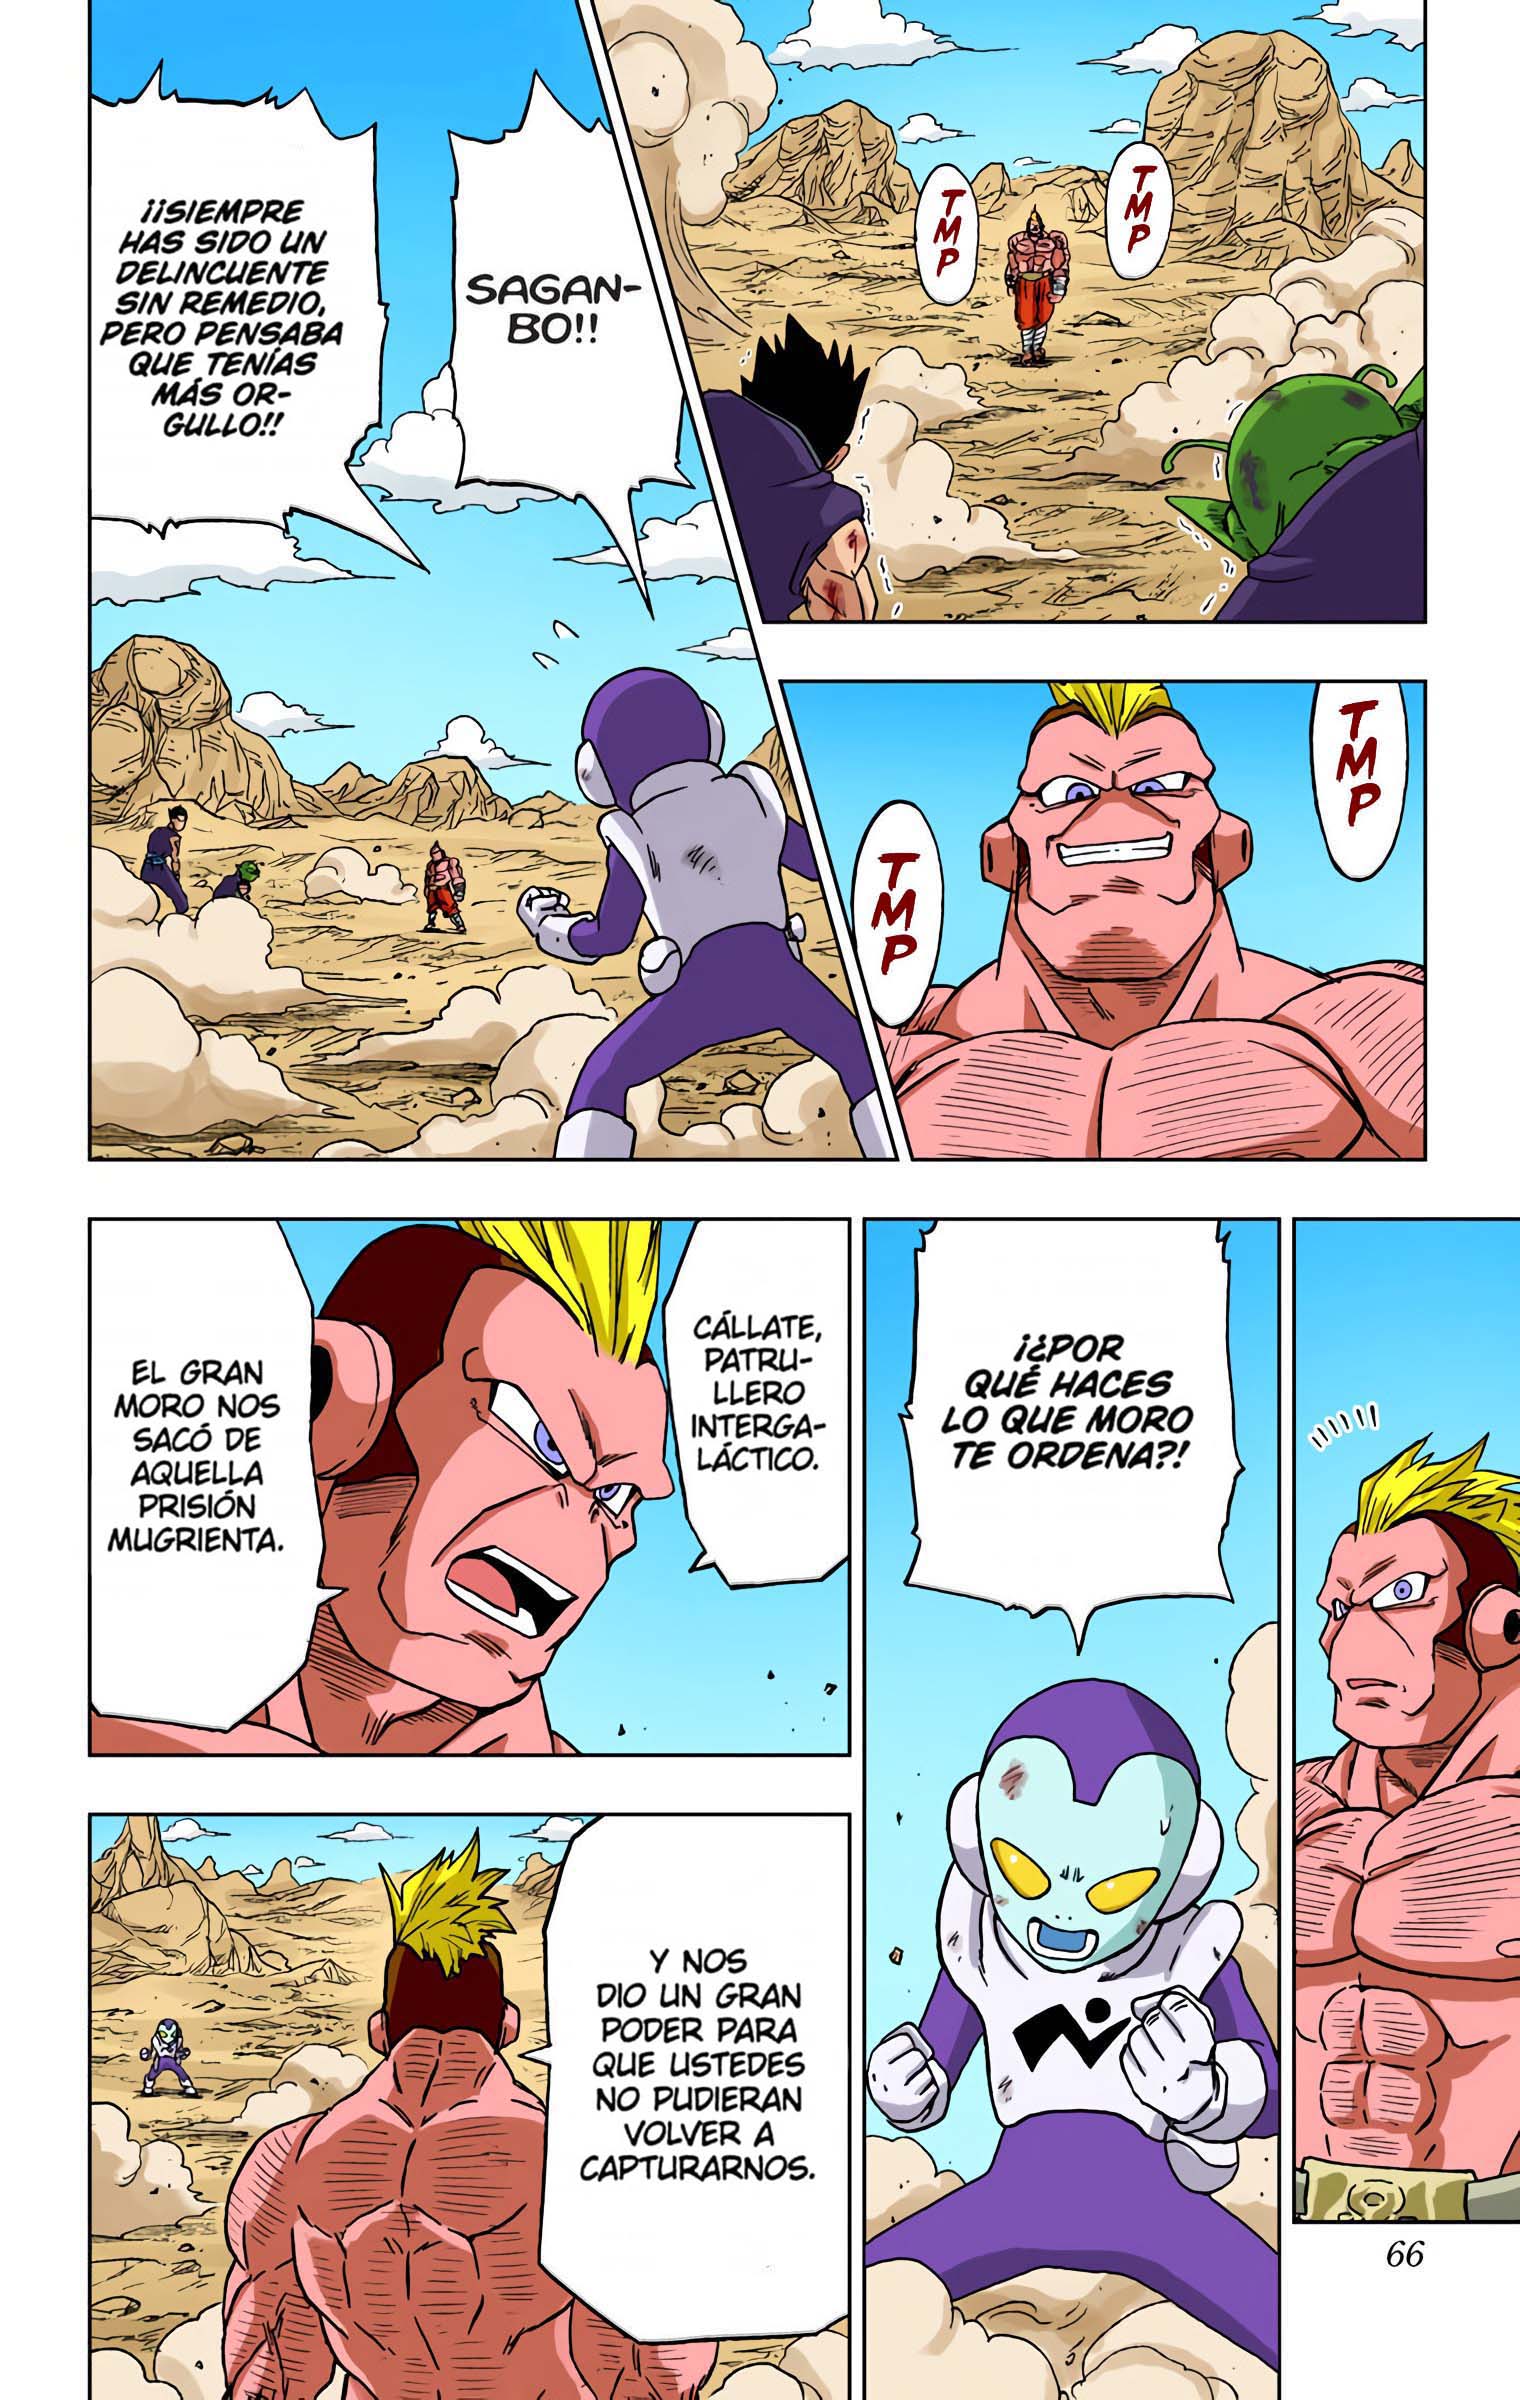 TMP
TMP
TMP
TMP
SAGAN-
BO!!
¡¡SIEMPRE
HAS SIDO UN
DELINCUENTE
SIN REMEDIO,
PERO PENSABA
QUE TENÍAS
MÁS OR-
GULLO!!
¡¿POR
QUÉ HACES
LO QUE MORO
TE ORDENA?!
CÁLLATE,
PATRU-
LLERO
INTERGA-
LÁCTICO.
EL GRAN
MORO NOS
SACÓ DE
AQUELLA
PRISIÓN
MUGRIENTA.
Y NOS
DIO UN GRAN
PODER PARA
QUE USTEDES
NO PUDIERAN
VOLVER A
CAPTURARNOS.
66